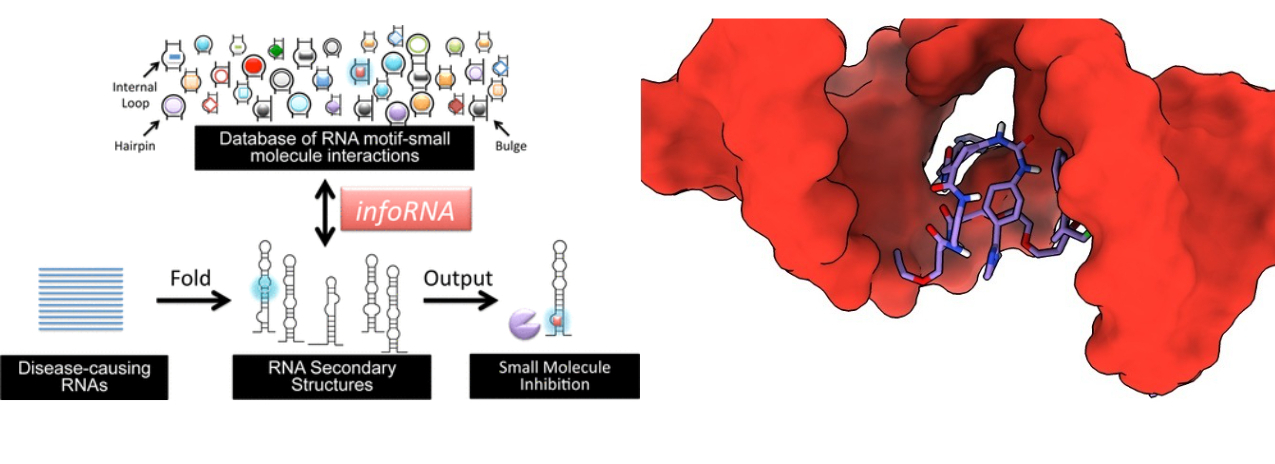 Internal
Loop
Hairpin
Database of RNA motif-small
molecule interactions
Bulge
infoRNA
Fold
Output
Disease-causing
RNAs
RNA Secondary
Structures
Small Molecule
Inhibition